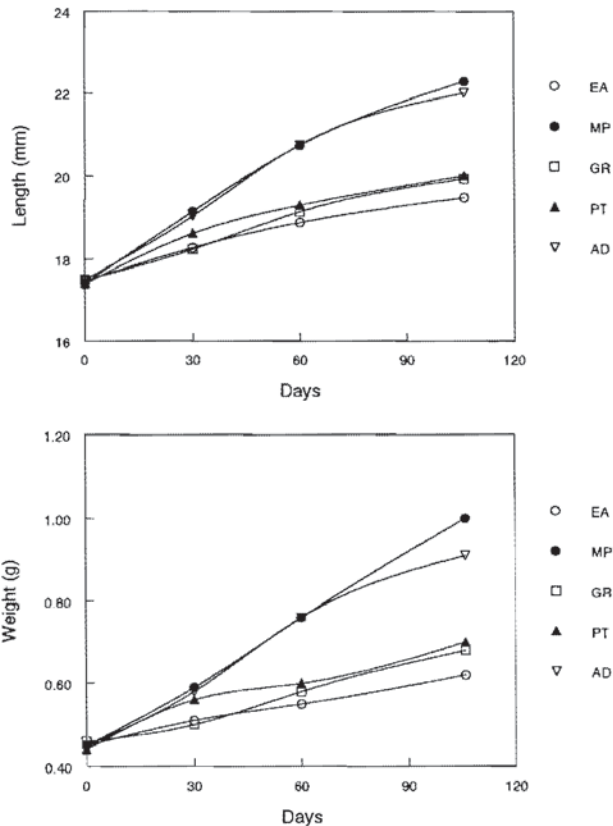 24
22
20
18
16
Length (mm)
0 30 60 90 120
Days
EA
MP
GR
PT
AD
1.20
1.00
0.80
0.60
0.40
Weight (g)
0 30 60 90 120
Days
EA
MP
GR
PT
AD